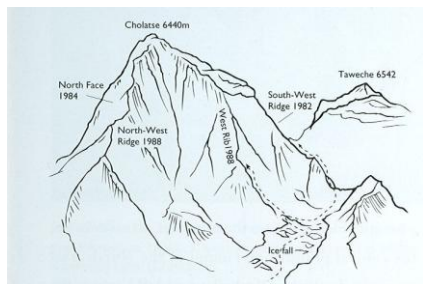 Cholatse 6440m
Taweche 6542
North Face
1984
South-West
Ridge 1982
North-West
Ridge 1988
West Rib 1988
Ice fall